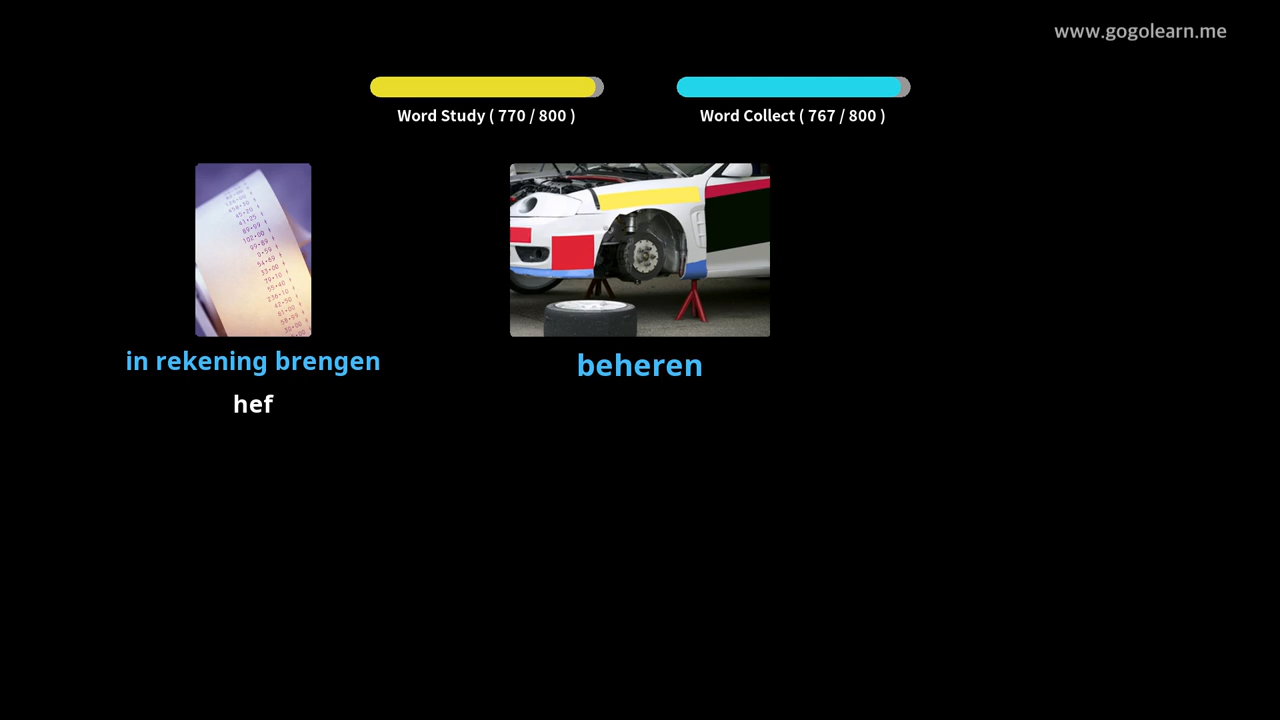 www.gogolearn.me
Word Study ( 770 / 800 )
Word Collect ( 767 / 800 )
in rekening brengen
hef
beheren